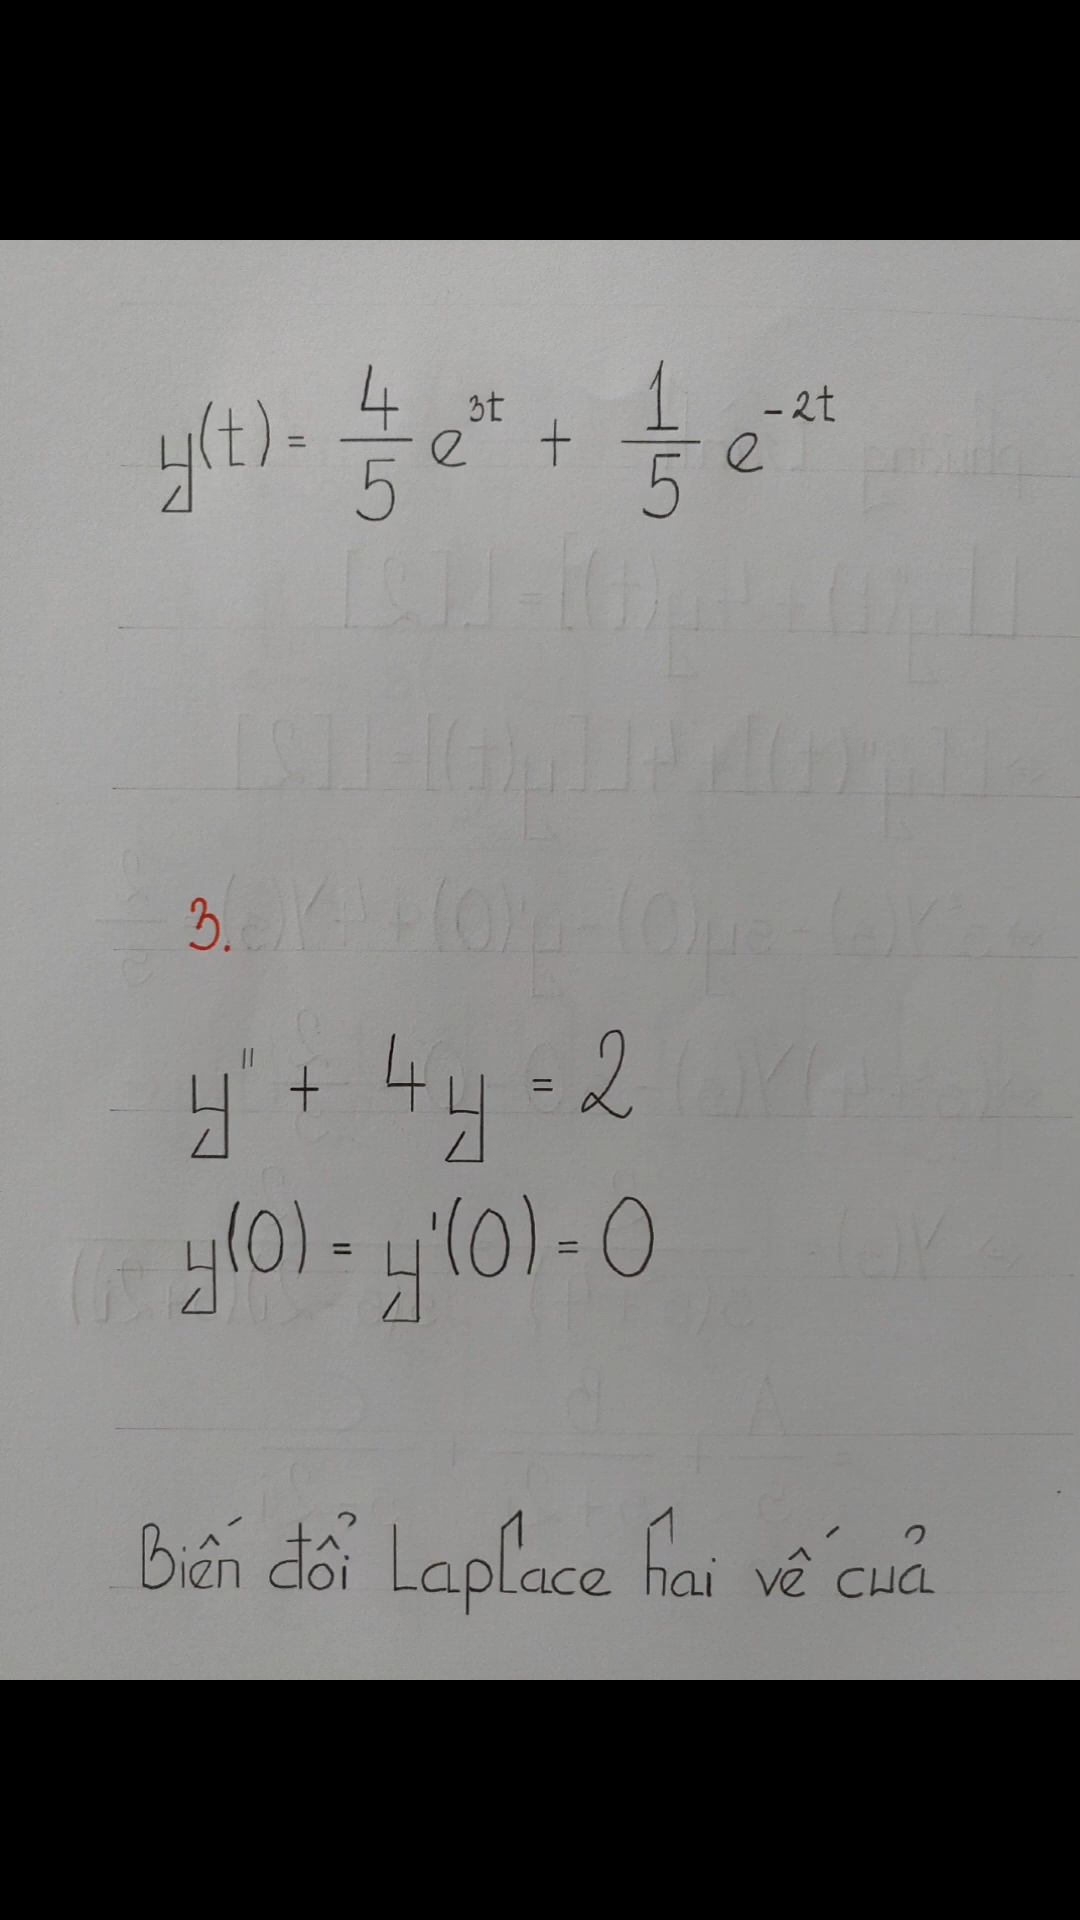 y(t) = 4/5 e^3t + 1/5 e^-2t
3.
y'' + 4y = 2
y(0) = y'(0) = 0
Biến đổi Laplace hai vế của